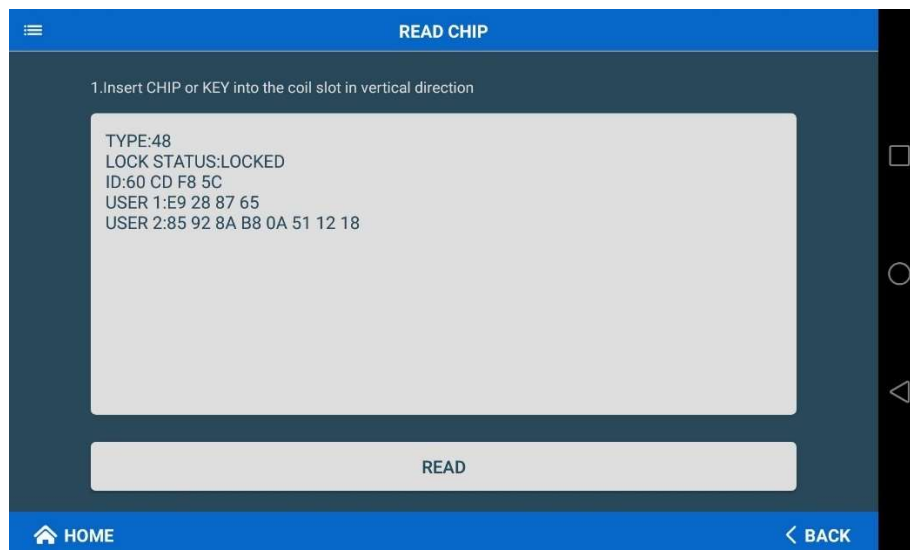 READ CHIP
1.Insert CHIP or KEY into the coil slot in vertical direction
TYPE:48
LOCK STATUS:LOCKED
ID:60 CD F8 5C
USER 1:E9 28 87 65
USER 2:85 92 8A B8 0A 51 12 18
READ
HOME
BACK